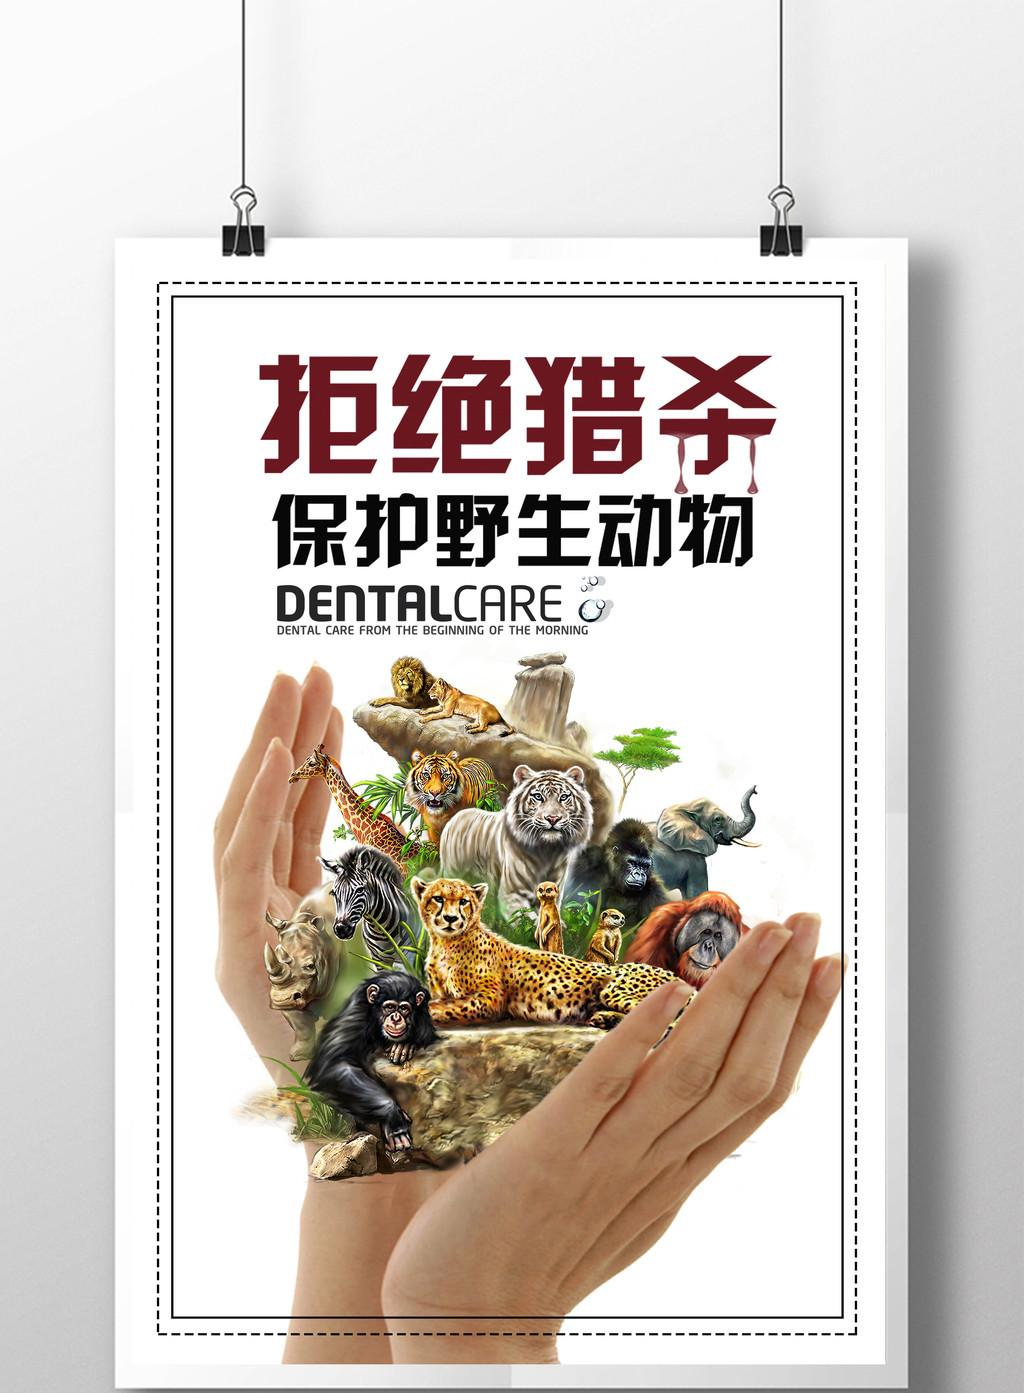 拒绝猎杀
保护野生动物
DENTALCARE
DENTAL CARE FROM THE BEGINNING OF THE MORNING